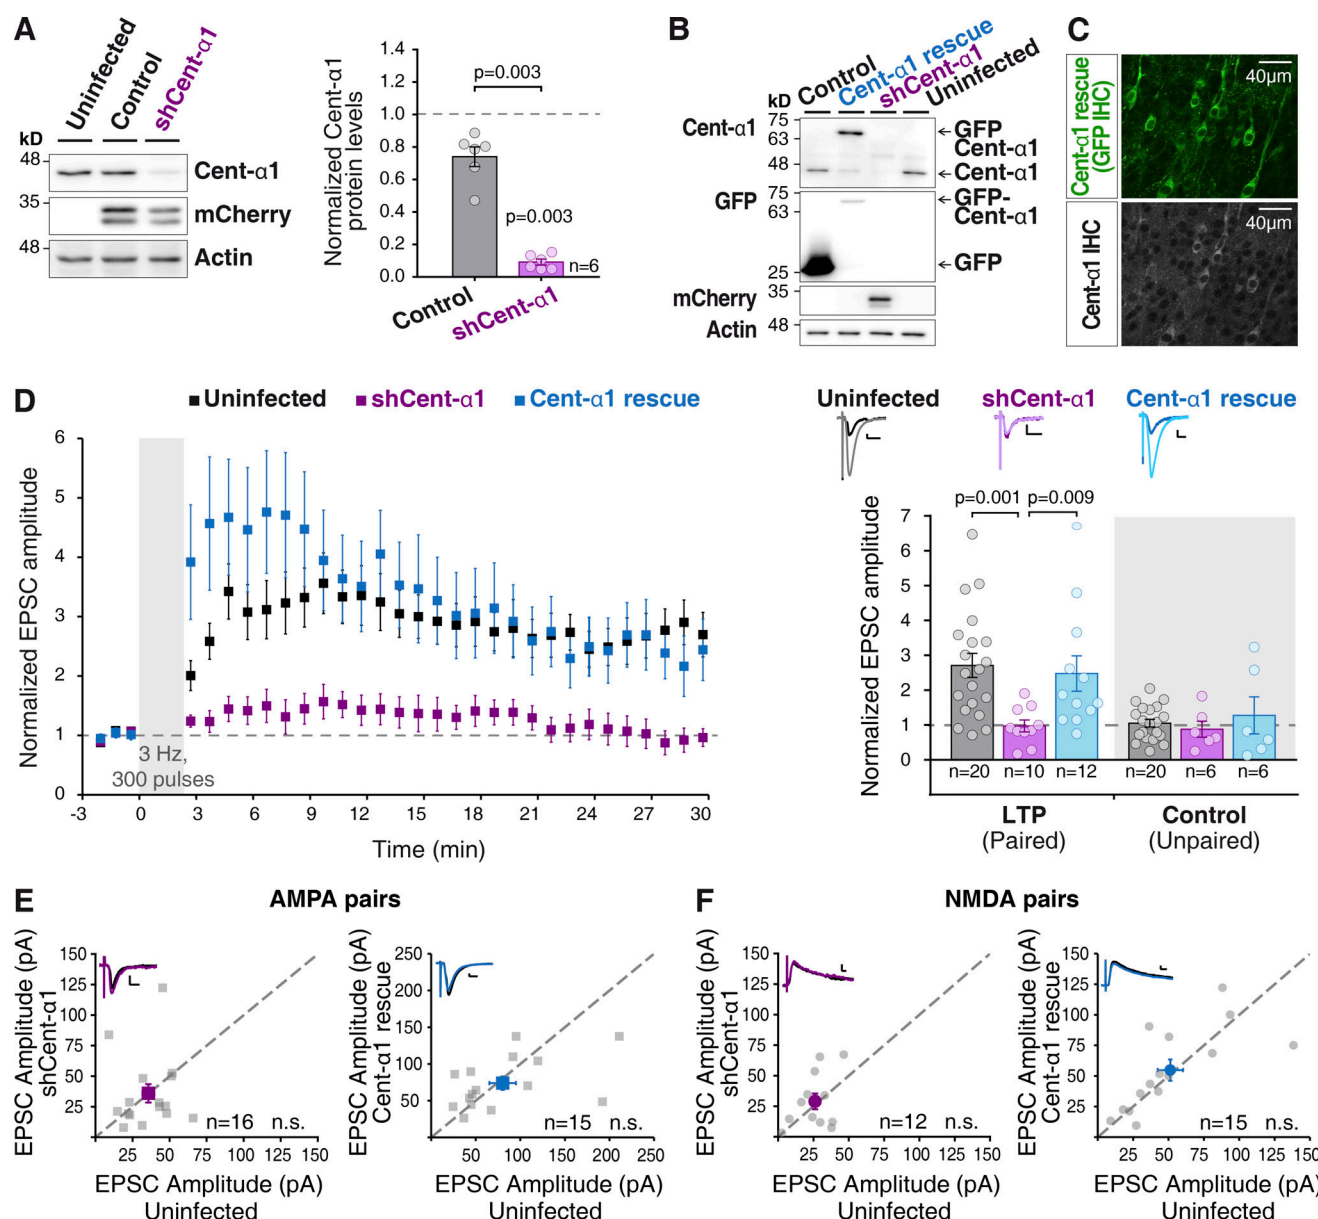 A
Uninfected
Control
shCent-α1
kD
48
35
48
Cent-α1
mCherry
Actin
Normalized Cent-α1
protein levels
1.4
1.2
1.0
0.8
0.6
0.4
0.2
0.0
p=0.003
p=0.003
n=6
Control
shCent-α1
B
Control
Cent-α1 rescue
shCent-α1
Uninfected
kD
Cent-α1
75
63
48
GFP
Cent-α1
Cent-α1
GFP
75
63
25
GFP-
Cent-α1
GFP
mCherry
35
Actin
48
C
Cent-α1 rescue
(GFP IHC)
40μm
Cent-α1 IHC
40μm
D
Uninfected
shCent-α1
Cent-α1 rescue
Normalized EPSC amplitude
6
5
4
3
2
1
0
3 Hz,
300 pulses
-3
0
3
6
9
12
15
18
21
24
27
30
Time (min)
Uninfected
shCent-α1
Cent-α1 rescue
Normalized EPSC amplitude
7
6
5
4
3
2
1
0
p=0.001
p=0.009
n=20
n=10
n=12
n=20
n=6
n=6
LTP
(Paired)
Control
(Unpaired)
E
AMPA pairs
EPSC Amplitude (pA)
shCent-α1
150
125
100
75
50
25
n=16
n.s.
25
50
75
100
125
150
EPSC Amplitude (pA)
Uninfected
EPSC Amplitude (pA)
Cent-α1 rescue
250
200
150
100
50
n=15
n.s.
50
100
150
200
250
EPSC Amplitude (pA)
Uninfected
F
NMDA pairs
EPSC Amplitude (pA)
shCent-α1
150
125
100
75
50
25
n=12
n.s.
25
50
75
100
125
150
EPSC Amplitude (pA)
Uninfected
EPSC Amplitude (pA)
Cent-α1 rescue
150
125
100
75
50
25
n=15
n.s.
25
50
75
100
125
150
EPSC Amplitude (pA)
Uninfected